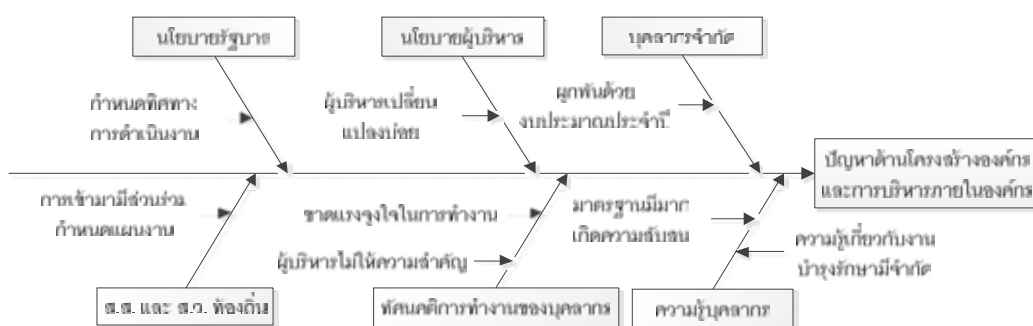 นโยบายรัฐบาล
นโยบายผู้บริหาร
บุคลากรจำกัด
กำหนดทิศทาง
การดำเนินงาน
ผู้บริหารเปลี่ยน
แปลงบ่อย
ผูกพันด้วย
งบประมาณประจำปี
ปัญหาด้านโครงสร้างองค์กร
และการบริหารภายในองค์กร
การเข้ามามีส่วนร่วม
กำหนดแผนงาน
ขาดแรงจูงใจในการทำงาน
ผู้บริหารไม่ให้ความสำคัญ
มาตรฐานมีมาก
เกิดความสับสน
ความรู้เกี่ยวกับงาน
บำรุงรักษามีจำกัด
ส.ส. และ ส.ว. ท้องถิ่น
ทัศนคติการทำงานของบุคลากร
ความรู้บุคลากร